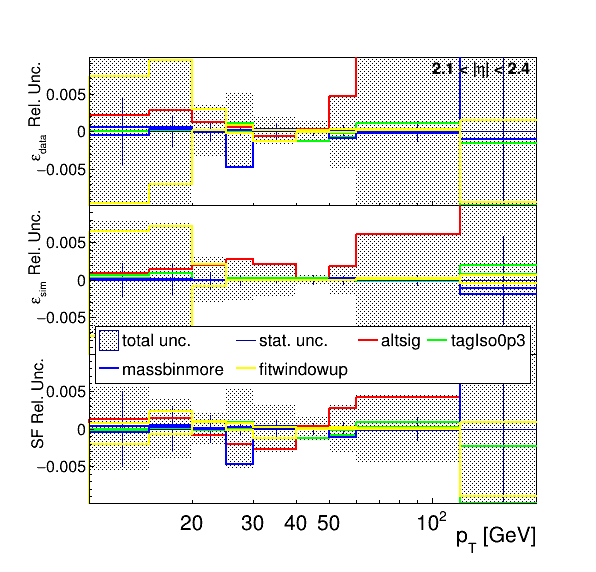 2.1 < |η| < 2.4
ε_data Rel. Unc.
0.005
0
−0.005
ε_sim Rel. Unc.
0.005
0
−0.005
total unc. stat. unc. altsig tagIso0p3
massbinmore fitwindowup
SF Rel. Unc.
0.005
0
−0.005
20 30 40 50 10²
p_T [GeV]